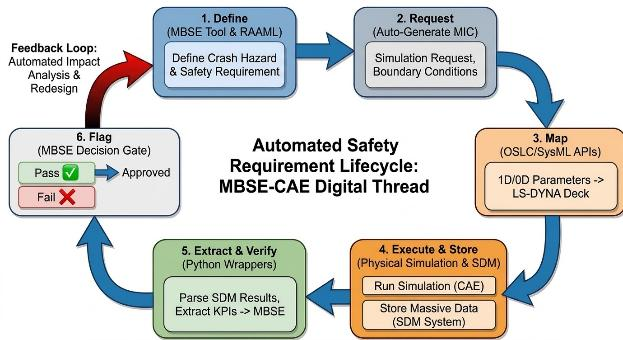 1. Define
(MBSE Tool & RAAML)
Define Crash Hazard
& Safety Requirement
2. Request
(Auto-Generate MIC)
Simulation Request,
Boundary Conditions
Feedback Loop:
Automated Impact
Analysis &
Redesign
6. Flag
(MBSE Decision Gate)
Pass ✅ Approved
Fail ❌
Automated Safety
Requirement Lifecycle:
MBSE-CAE Digital Thread
3. Map
(OSLC/SysML APIs)
1D/0D Parameters ->
LS-DYNA Deck
5. Extract & Verify
(Python Wrappers)
Parse SDM Results,
Extract KPIs -> MBSE
4. Execute & Store
(Physical Simulation & SDM)
Run Simulation (CAE)
Store Massive Data
(SDM System)